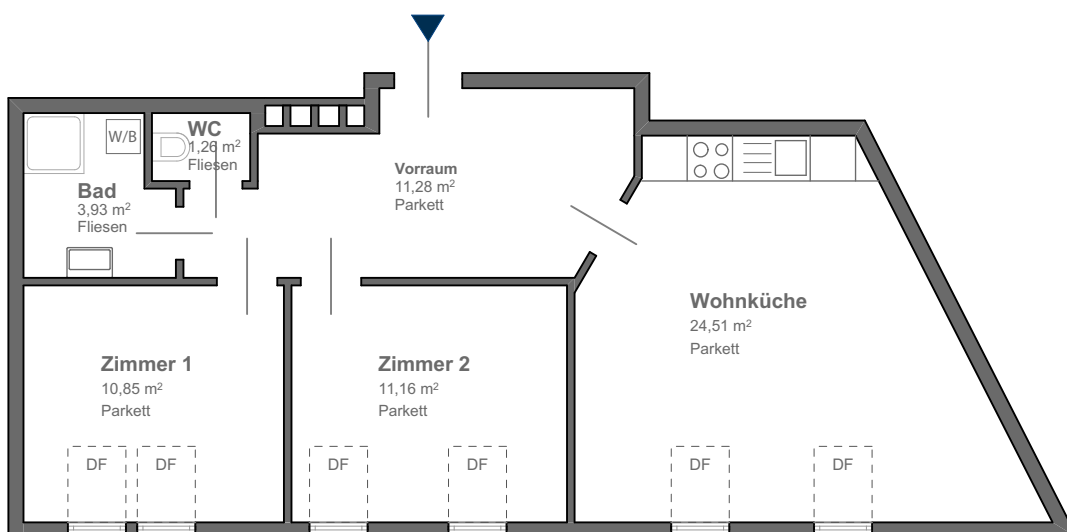 W/B
WC
1,26 m²
Fliesen
Bad
3,93 m²
Fliesen
Vorraum
11,28 m²
Parkett
Wohnküche
24,51 m²
Parkett
Zimmer 1
10,85 m²
Parkett
Zimmer 2
11,16 m²
Parkett
DF
DF
DF
DF
DF
DF